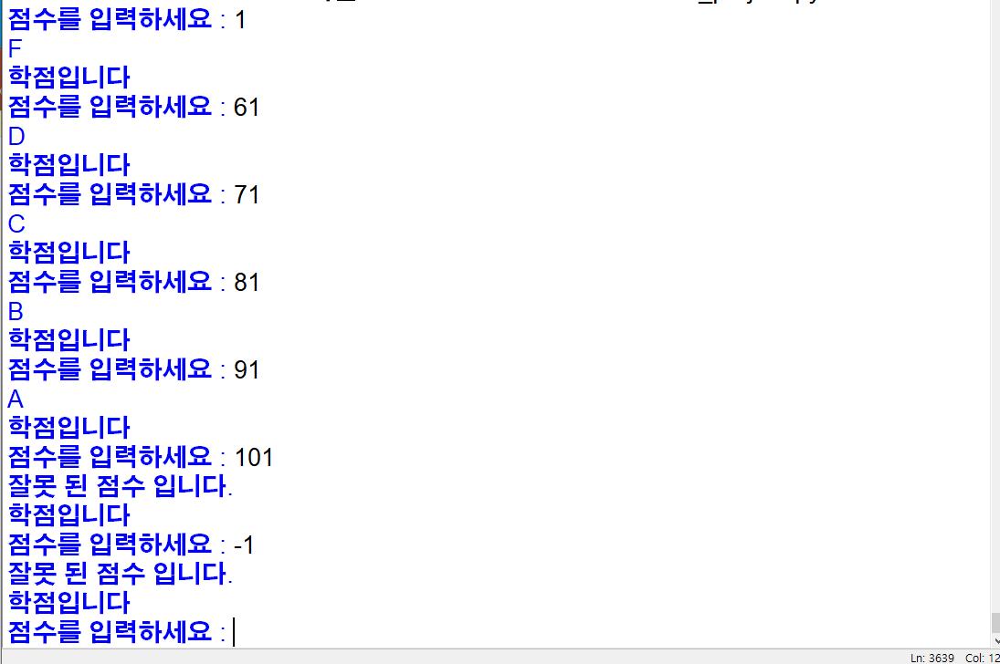 점수를 입력하세요 : 1
F
학점입니다
점수를 입력하세요 : 61
D
학점입니다
점수를 입력하세요 : 71
C
학점입니다
점수를 입력하세요 : 81
B
학점입니다
점수를 입력하세요 : 91
A
학점입니다
점수를 입력하세요 : 101
잘못 된 점수 입니다.
학점입니다
점수를 입력하세요 : -1
잘못 된 점수 입니다.
학점입니다
점수를 입력하세요 :
Ln: 3639 Col: 12